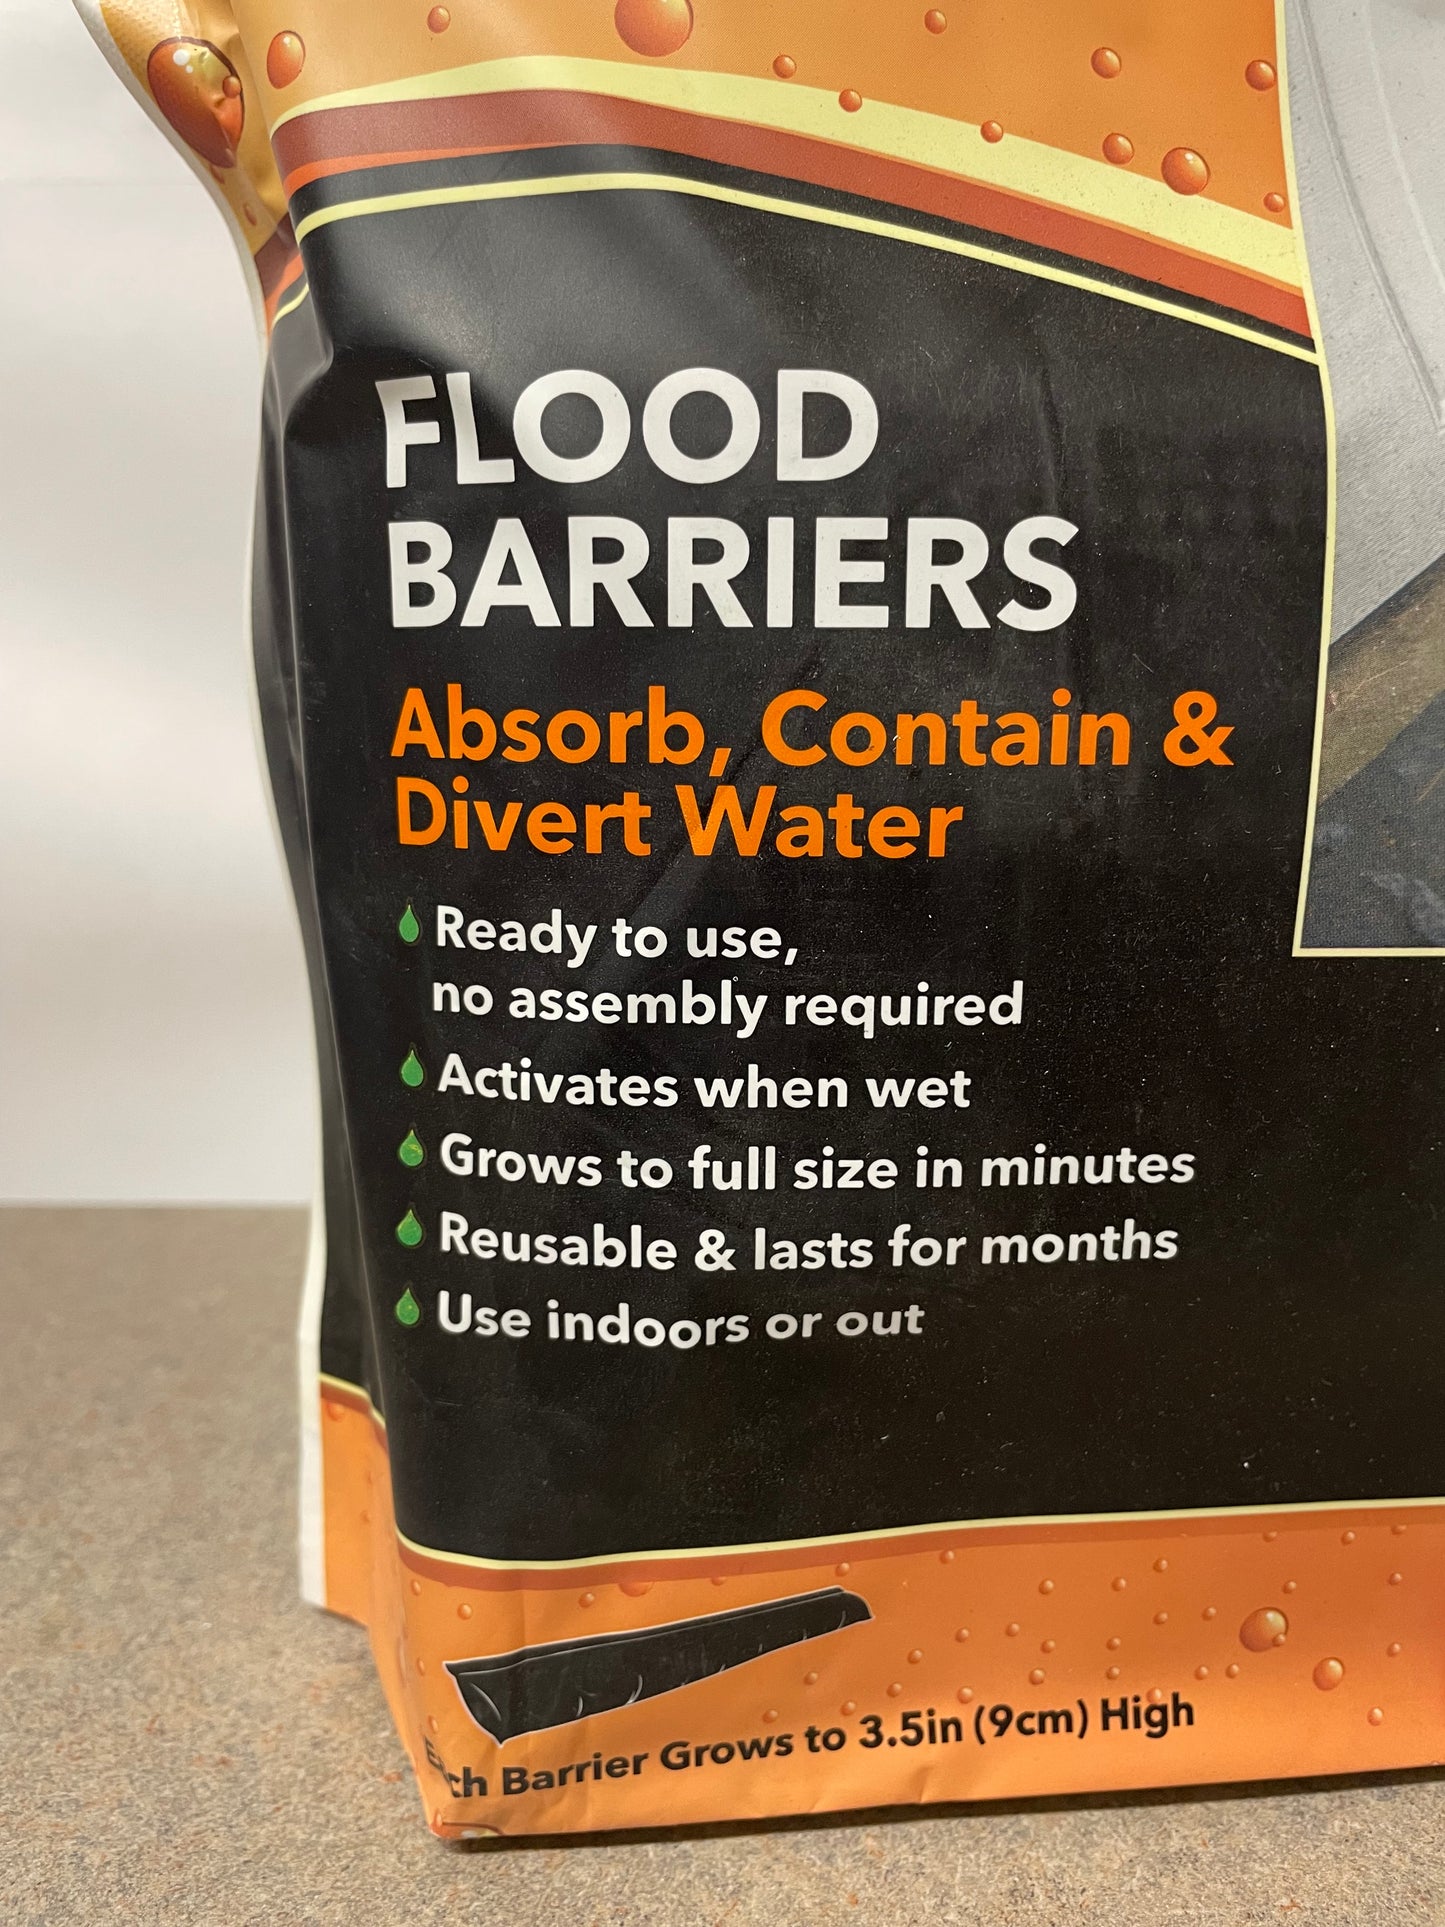 FLOOD
BARRIERS
Absorb, Contain &
Divert Water
Ready to use,
no assembly required
Activates when wet
Grows to full size in minutes
Reusable & lasts for months
Use indoors or out
Each Barrier Grows to 3.5in (9cm) High